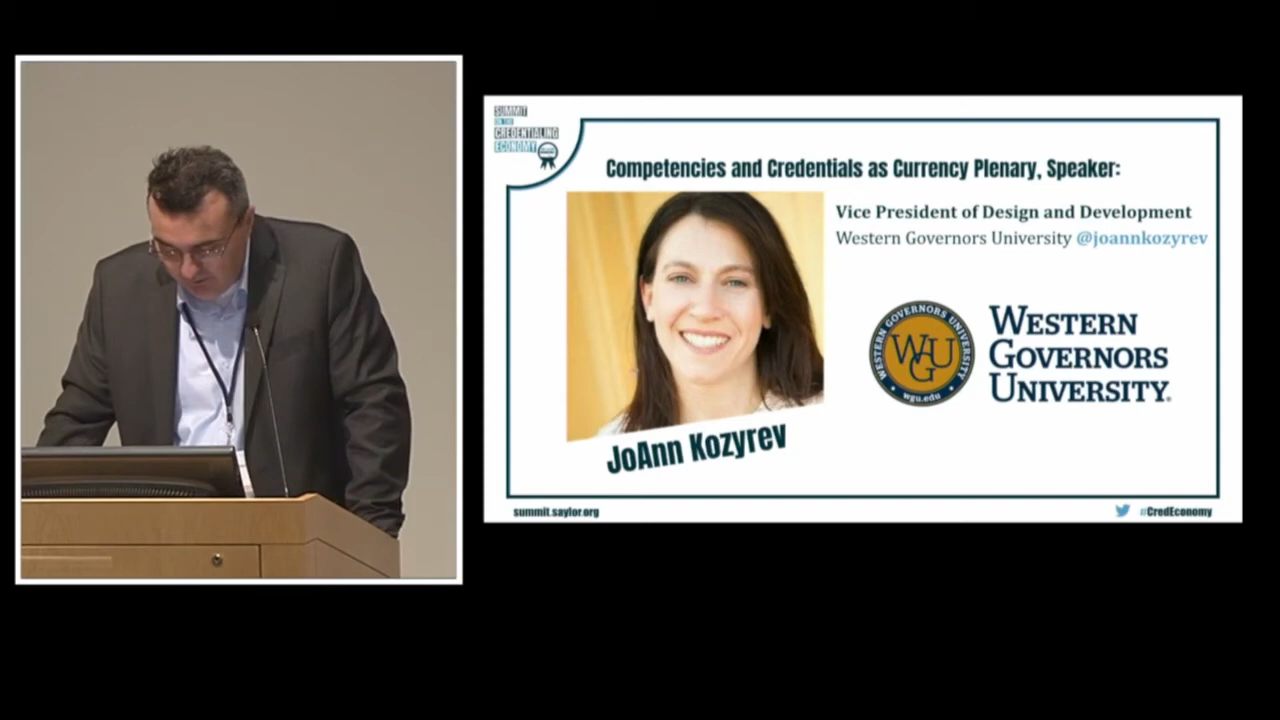 SUMMIT
ON THE
CREDENTIALING
ECONOMY
Competencies and Credentials as Currency Plenary, Speaker:
Vice President of Design and Development
Western Governors University @joannkozyrev
WESTERN GOVERNORS UNIVERSITY
WGU
wgu.edu
WESTERN
GOVERNORS
UNIVERSITY®
JoAnn Kozyrev
summit.saylor.org
#CredEconomy